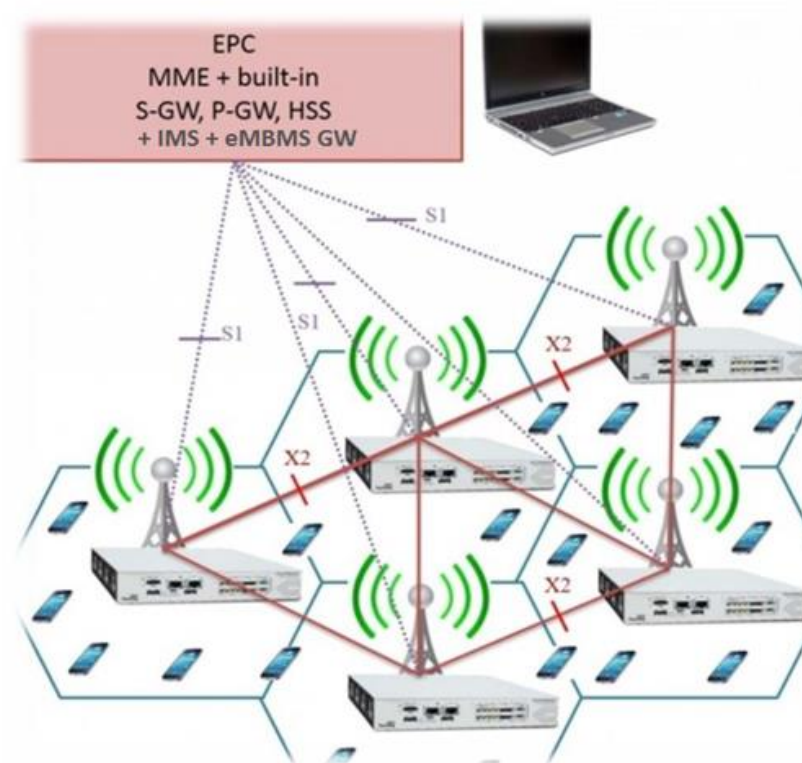 EPC
MME + built-in
S-GW, P-GW, HSS
+ IMS + eMBMS GW
S1
S1
S1
X2
X2
X2